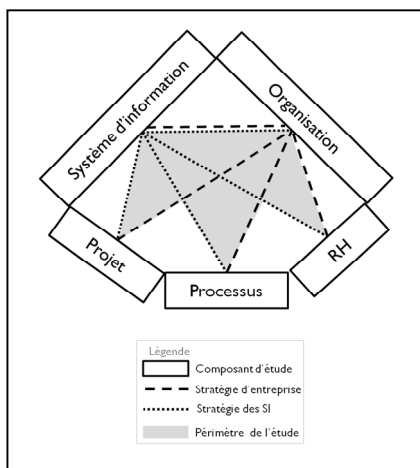 Système d'information
Organisation
Projet
Processus
RH
Légende
Composant d'étude
Stratégie d'entreprise
Stratégie des SI
Périmètre de l'étude